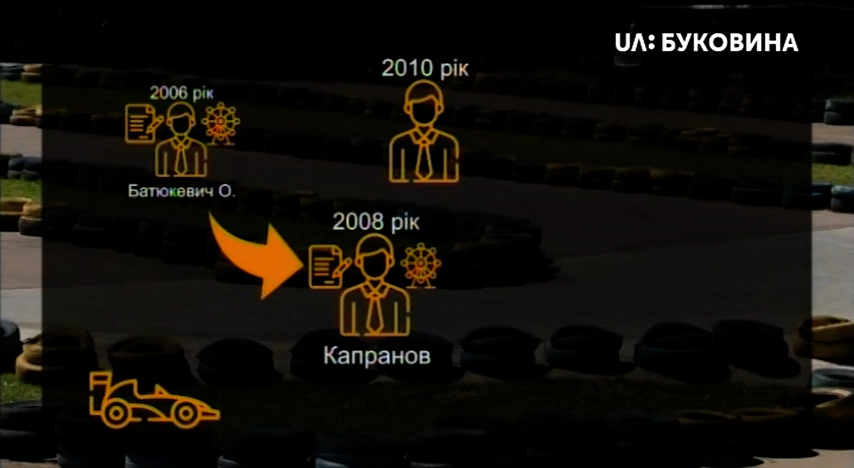 UA: БУКОВИНА
2010 рік
2006 рік
Батюкевич О.
2008 рік
Капранов